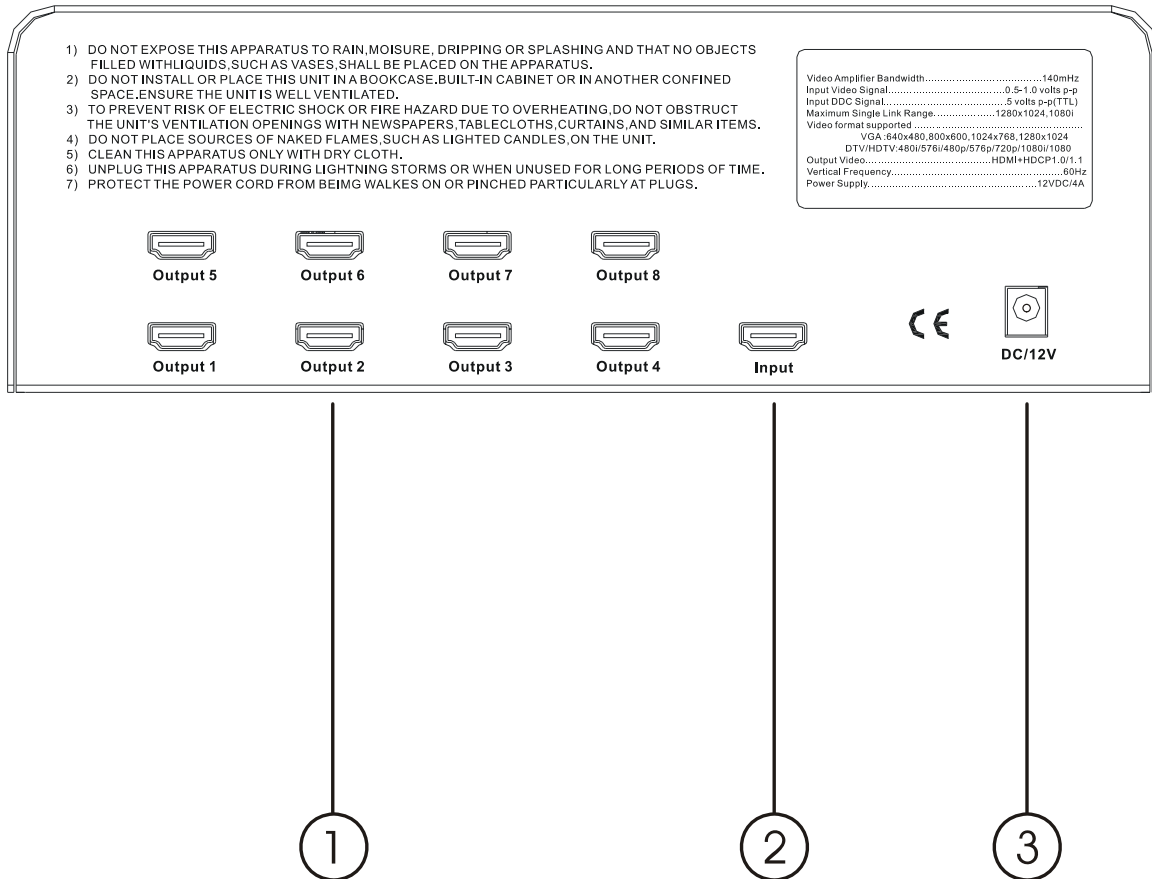 1) DO NOT EXPOSE THIS APPARATUS TO RAIN,MOISURE, DRIPPING OR SPLASHING AND THAT NO OBJECTS
FILLED WITHLIQUIDS,SUCH AS VASES,SHALL BE PLACED ON THE APPARATUS.
2) DO NOT INSTALL OR PLACE THIS UNIT IN A BOOKCASE.BUILT-IN CABINET OR IN ANOTHER CONFINED
SPACE.ENSURE THE UNIT IS WELL VENTILATED.
3) TO PREVENT RISK OF ELECTRIC SHOCK OR FIRE HAZARD DUE TO OVERHEATING,DO NOT OBSTRUCT
THE UNIT'S VENTILATION OPENINGS WITH NEWSPAPERS,TABLECLOTHS,CURTAINS,AND SIMILAR ITEMS.
4) DO NOT PLACE SOURCES OF NAKED FLAMES,SUCH AS LIGHTED CANDLES,ON THE UNIT.
5) CLEAN THIS APPARATUS ONLY WITH DRY CLOTH.
6) UNPLUG THIS APPARATUS DURING LIGHTNING STORMS OR WHEN UNUSED FOR LONG PERIODS OF TIME.
7) PROTECT THE POWER CORD FROM BEIMG WALKES ON OR PINCHED PARTICULARLY AT PLUGS.
Video Amplifier Bandwidth..............................140mHz
Input Video Signal..............................0.5-1.0 volts p-p
Input DDC Signal..............................5 volts p-p(TTL)
Maximum Single Link Range................1280x1024,1080i
Video format supported ..........................................
VGA :640x480,800x600,1024x768,1280x1024
DTV/HDTV:480i/576i/480p/576p/720p/1080i/1080
Output Video..............................HDMI+HDCP1.0/1.1
Vertical Frequency..............................60Hz
Power Supply..............................12VDC/4A
Output 5 Output 6 Output 7 Output 8
CE
Output 1 Output 2 Output 3 Output 4 Input DC/12V
1 2 3